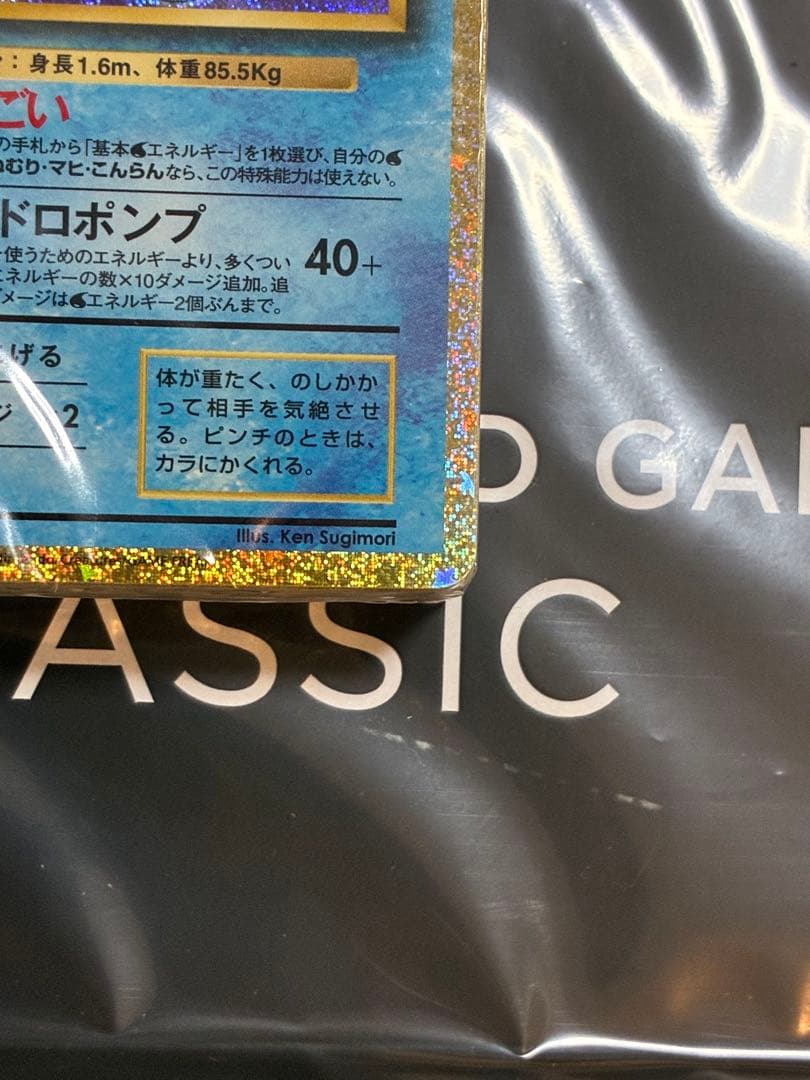 ：身長1.6m、体重85.5Kg
ごい
の手札から「基本エネルギー」を1枚選び、自分の
ねむり・マヒ・こんらんなら、この特殊能力は使えない。
ドロポンプ
40+
使うためのエネルギーより、多くつい
エネルギーの数×10ダメージ追加。追
ダメージはエネルギー2個ぶんまで。
げる
2
体が重たく、のしかか
って相手を気絶させ
る。ピンチのときは、
カラにかくれる。
Illus. Ken Sugimori
GA
ASSIC